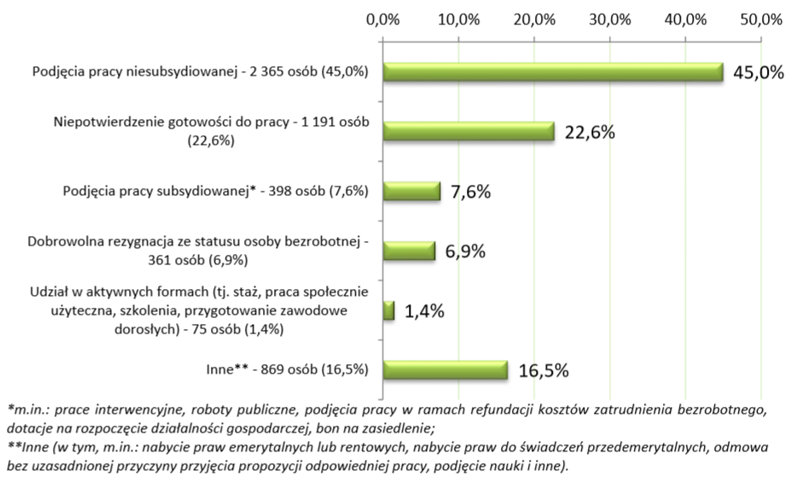 0,0% 10,0% 20,0% 30,0% 40,0% 50,0%
Podjęcia pracy niesubsydiowanej - 2 365 osób (45,0%)
45,0%
Niepotwierdzenie gotowości do pracy - 1 191 osób
(22,6%)
22,6%
Podjęcia pracy subsydiowanej* - 398 osób (7,6%)
7,6%
Dobrowolna rezygnacja ze statusu osoby bezrobotnej -
361 osób (6,9%)
6,9%
Udział w aktywnych formach (tj. staż, praca społecznie
użyteczna, szkolenia, przygotowanie zawodowe
dorosłych) - 75 osób (1,4%)
1,4%
Inne** - 869 osób (16,5%)
16,5%
*m.in.: prace interwencyjne, roboty publiczne, podjęcia pracy w ramach refundacji kosztów zatrudnienia bezrobotnego,
dotacje na rozpoczęcie działalności gospodarczej, bon na zasiedlenie;
**Inne (w tym, m.in.: nabycie praw emerytalnych lub rentowych, nabycie praw do świadczeń przedemerytalnych, odmowa
bez uzasadnionej przyczyny przyjęcia propozycji odpowiedniej pracy, podjęcie nauki i inne).